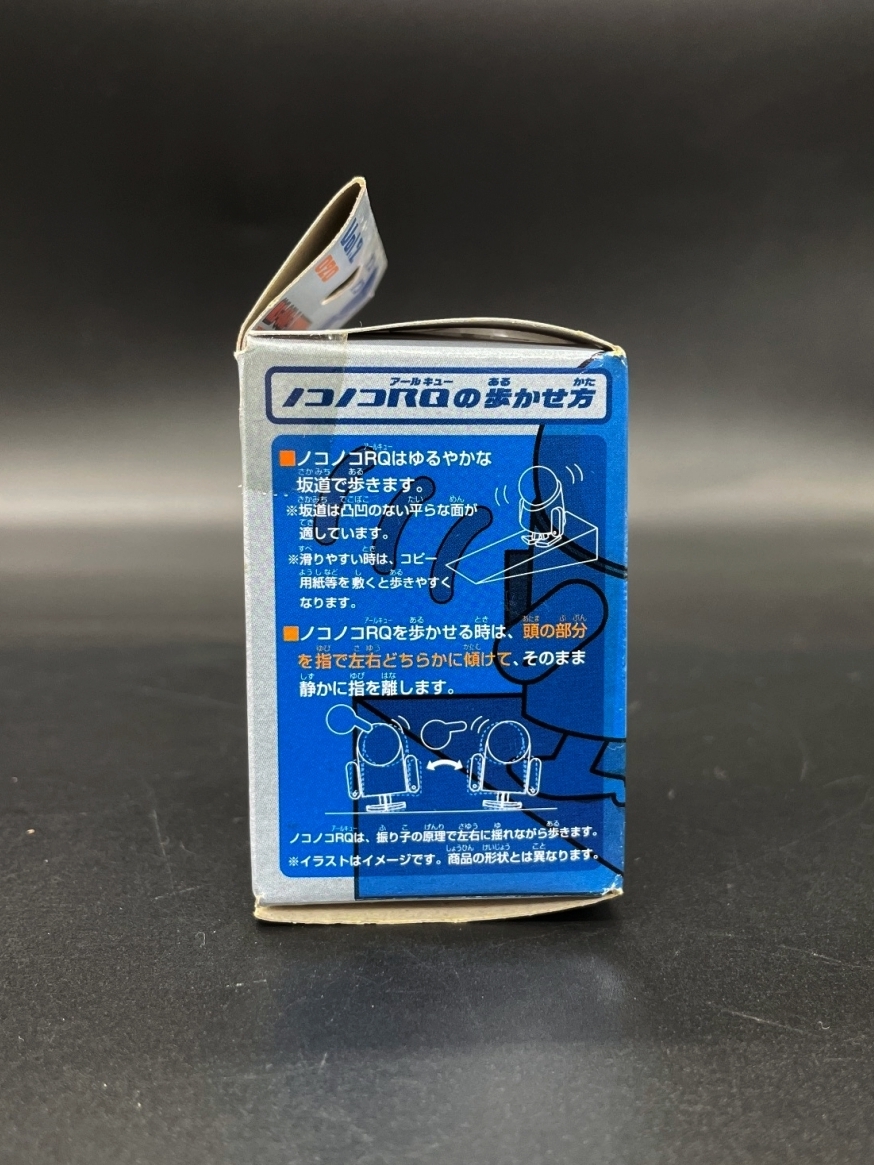 Vol.2
020
ノコノコRQの歩かせ方
■ノコノコRQはゆるやかな
坂道で歩きます。
※坂道は凸凹のない平らな面が
適しています。
※滑りやすい時は、コピー
用紙等を敷くと歩きやすく
なります。
■ノコノコRQを歩かせる時は、頭の部分
を指で左右どちらかに傾けて、そのまま
静かに指を離します。
ノコノコRQは、振り子の原理で左右に揺れながら歩きます。
※イラストはイメージです。商品の形状とは異なります。